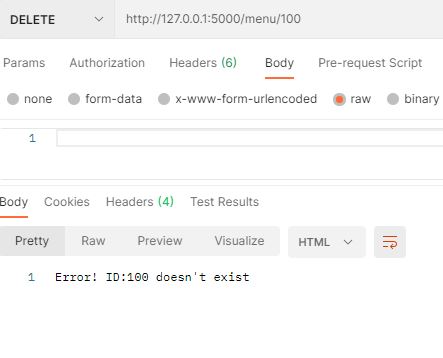 DELETE http://127.0.0.1:5000/menu/100
Params Authorization Headers (6) Body Pre-request Script
none form-data x-www-form-urlencoded raw binary
1
Body Cookies Headers (4) Test Results
Pretty Raw Preview Visualize HTML
1 Error! ID:100 doesn't exist